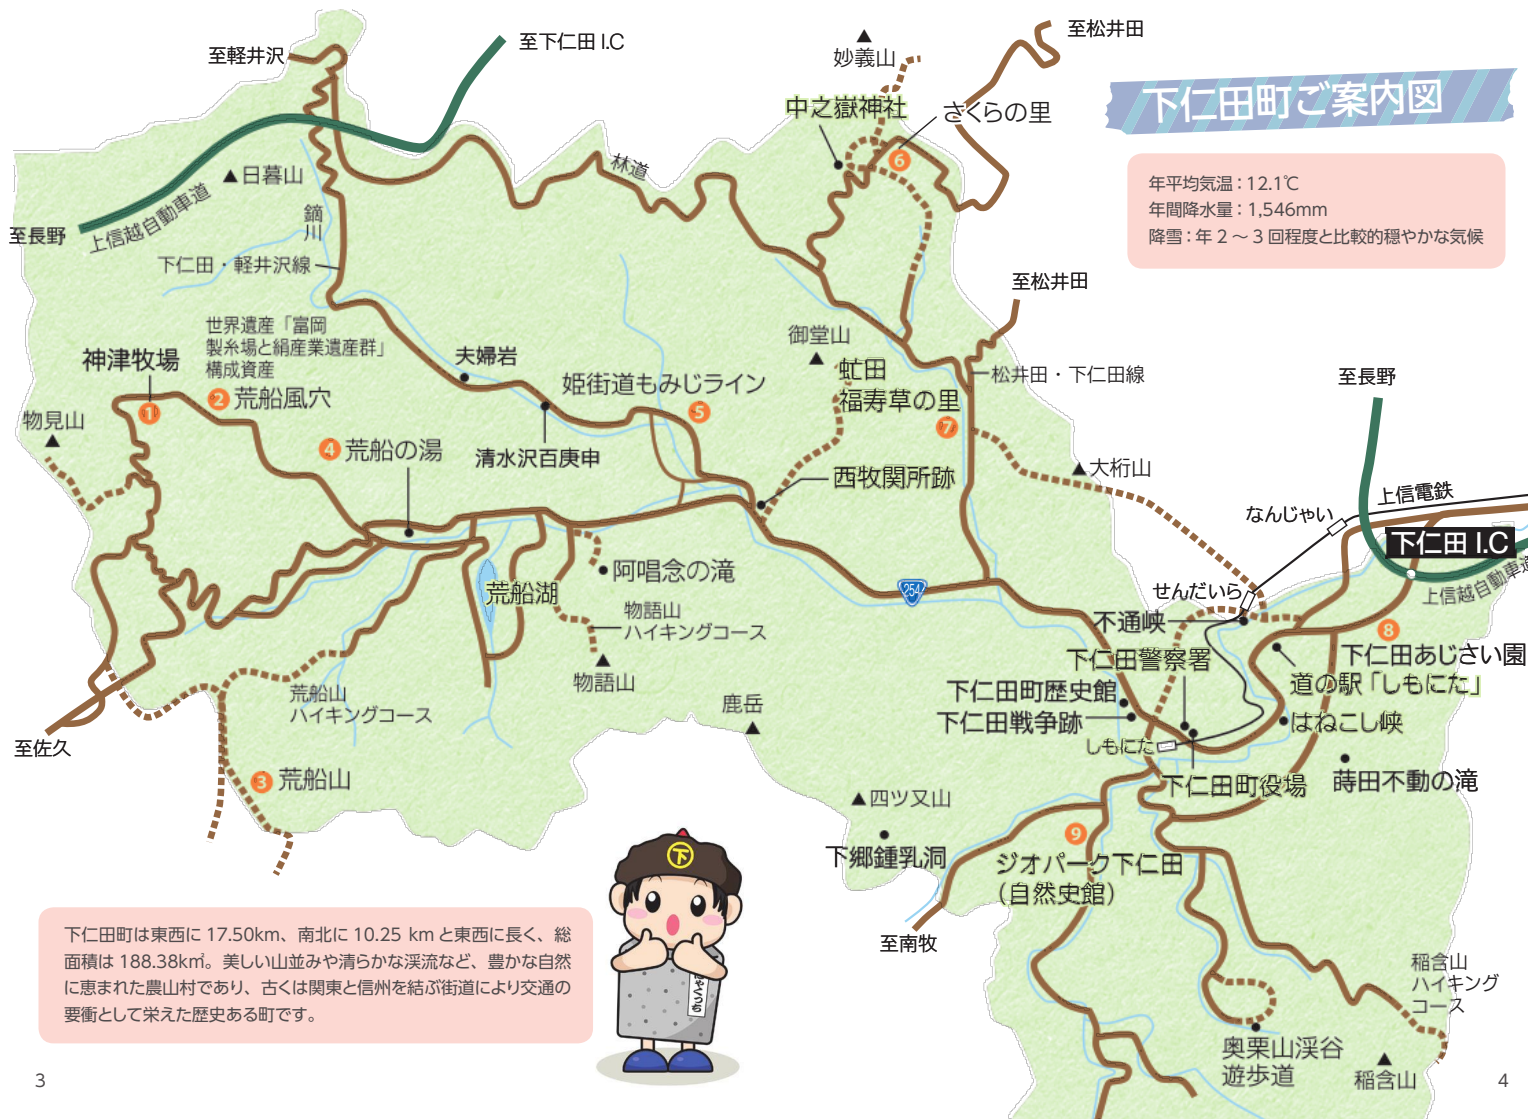 至軽井沢
至下仁田 I.C
妙義山
至松井田
下仁田町ご案内図
中之嶽神社
さくらの里
6
林道
日暮山
年平均気温：12.1℃
年間降水量：1,546mm
降雪：年 2 ～ 3 回程度と比較的穏やかな気候
至長野
上信越自動車道
鏑川
下仁田・軽井沢線
至松井田
世界遺産「富岡
製糸場と絹産業遺産群」
構成資産
2 荒船風穴
神津牧場
1
物見山
夫婦岩
姫街道もみじライン
5
御堂山
虻田
福寿草の里
7
松井田・下仁田線
至長野
4 荒船の湯
清水沢百庚申
西牧関所跡
大桁山
上信電鉄
なんじゃい
下仁田 I.C
上信越自動車道
阿唱念の滝
荒船湖
254
せんだいら
物語山
ハイキングコース
不通峡
8
下仁田あじさい園
下仁田警察署
道の駅「しもにた」
物語山
荒船山
ハイキングコース
鹿岳
下仁田町歴史館
下仁田戦争跡
はねこし峡
至佐久
しもにた
3 荒船山
下仁田町役場
蒔田不動の滝
四ツ又山
下郷鍾乳洞
9
ジオパーク下仁田
（自然史館）
下
至南牧
下仁田町は東西に 17.50km、南北に 10.25 km と東西に長く、総
面積は 188.38k㎡。美しい山並みや清らかな渓流など、豊かな自然
に恵まれた農山村であり、古くは関東と信州を結ぶ街道により交通の
要衝として栄えた歴史ある町です。
稲含山
ハイキング
コース
奥栗山渓谷
遊歩道
稲含山
3
4